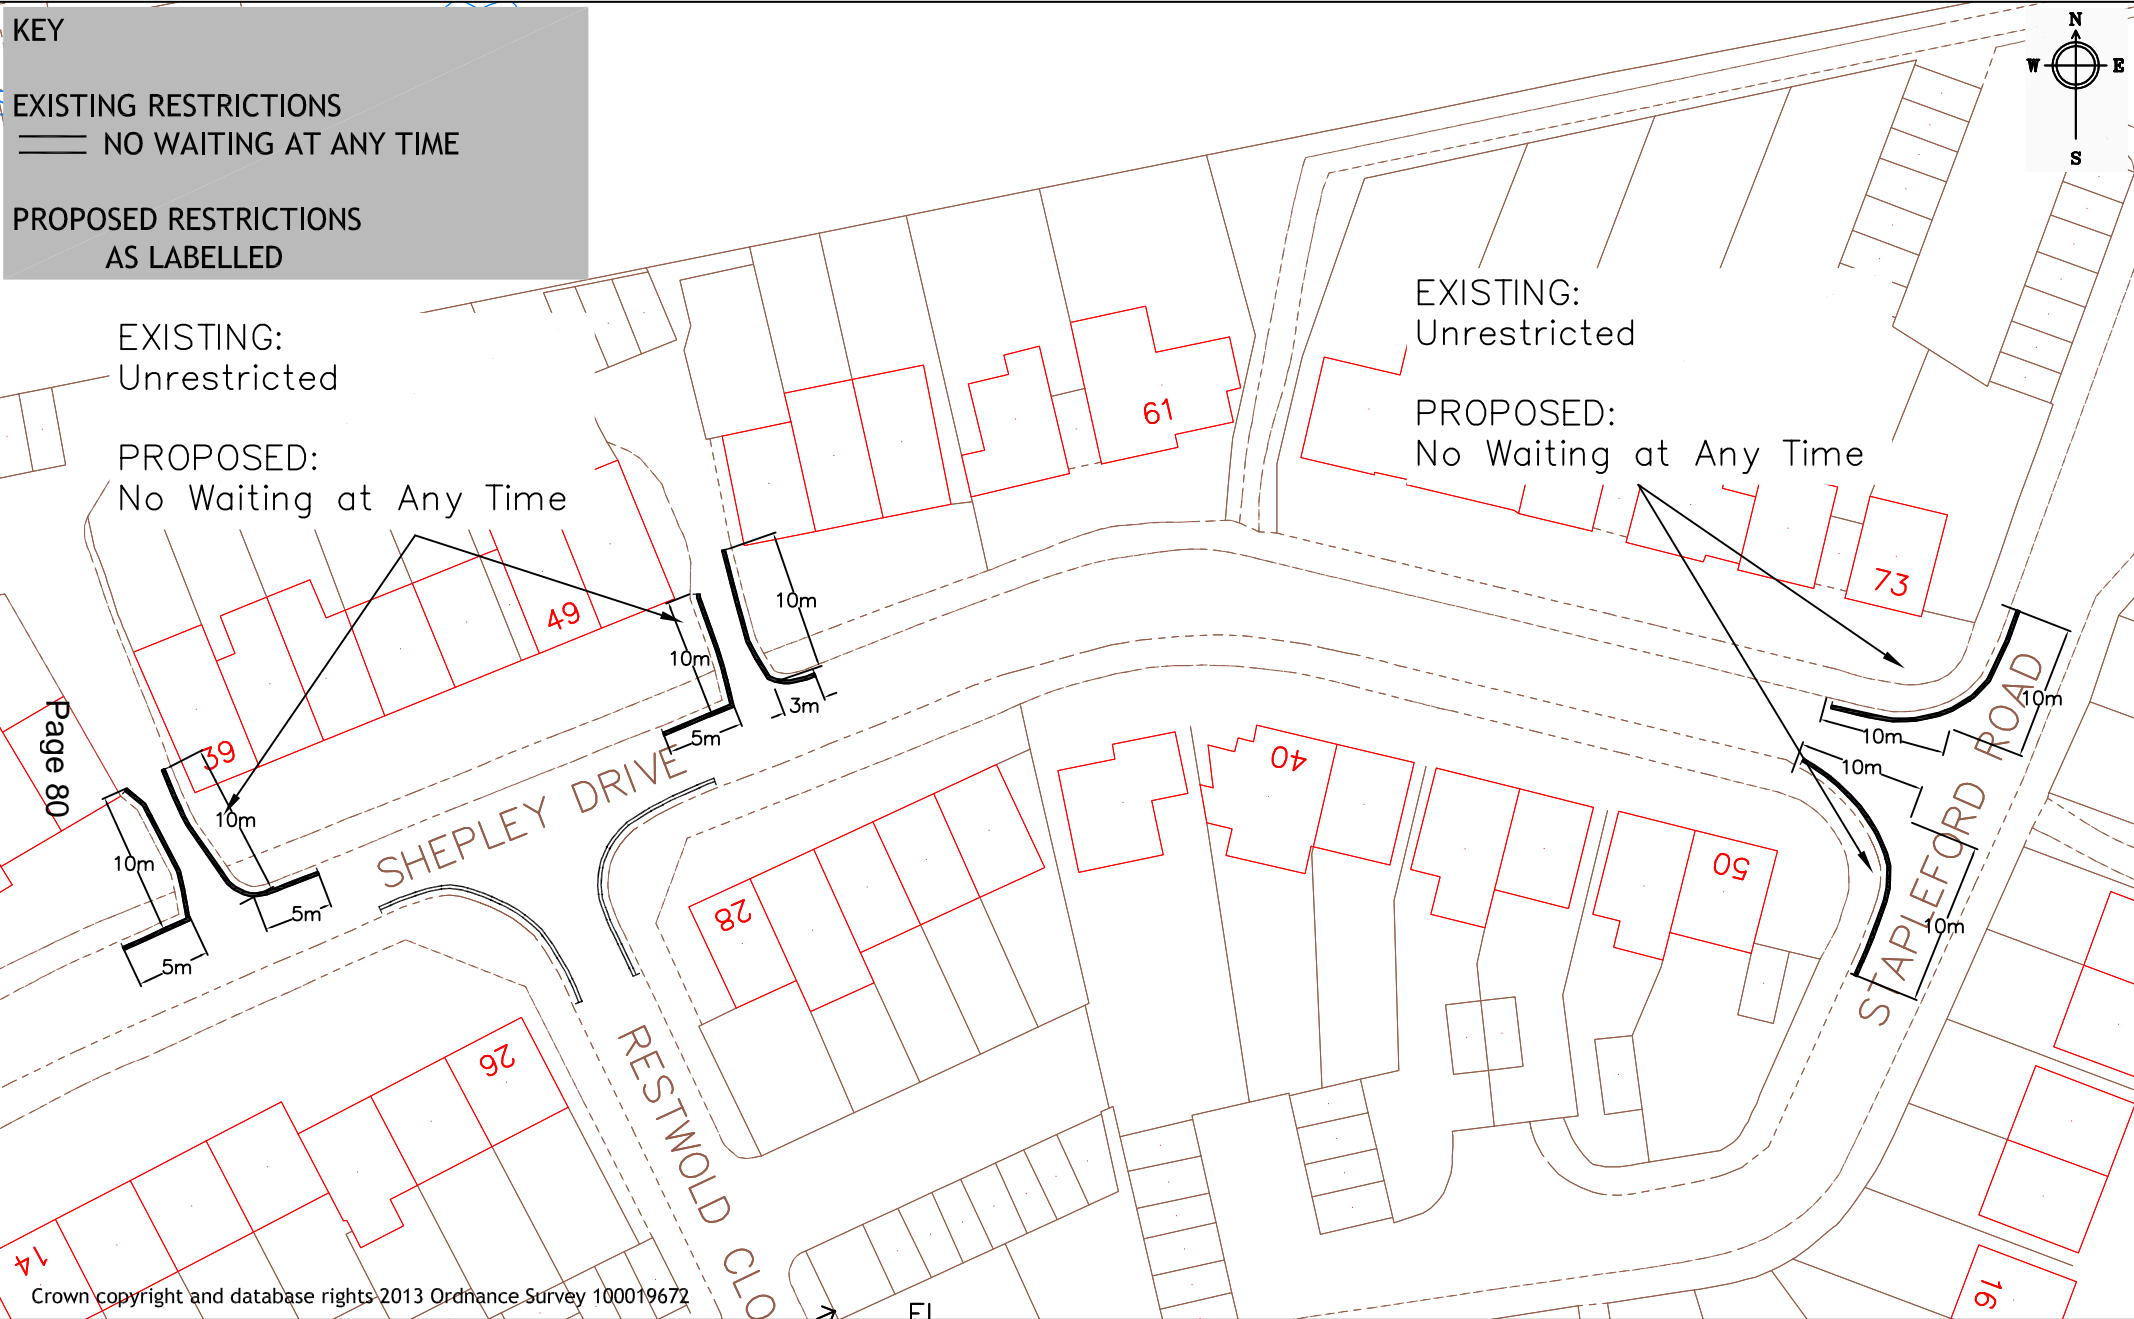 KEY
EXISTING RESTRICTIONS
NO WAITING AT ANY TIME
PROPOSED RESTRICTIONS
AS LABELLED
N
W E
S
EXISTING:
Unrestricted
PROPOSED:
No Waiting at Any Time
EXISTING:
Unrestricted
PROPOSED:
No Waiting at Any Time
61
73
49
39
10m
10m
3m
5m
10m
10m
5m
5m
10m
10m
10m
10m
Page 80
SHEPLEY DRIVE
STAPLEFORD ROAD
RESTWOLD CLO
40
50
28
26
14
16
Crown copyright and database rights 2013 Ordnance Survey 100019672